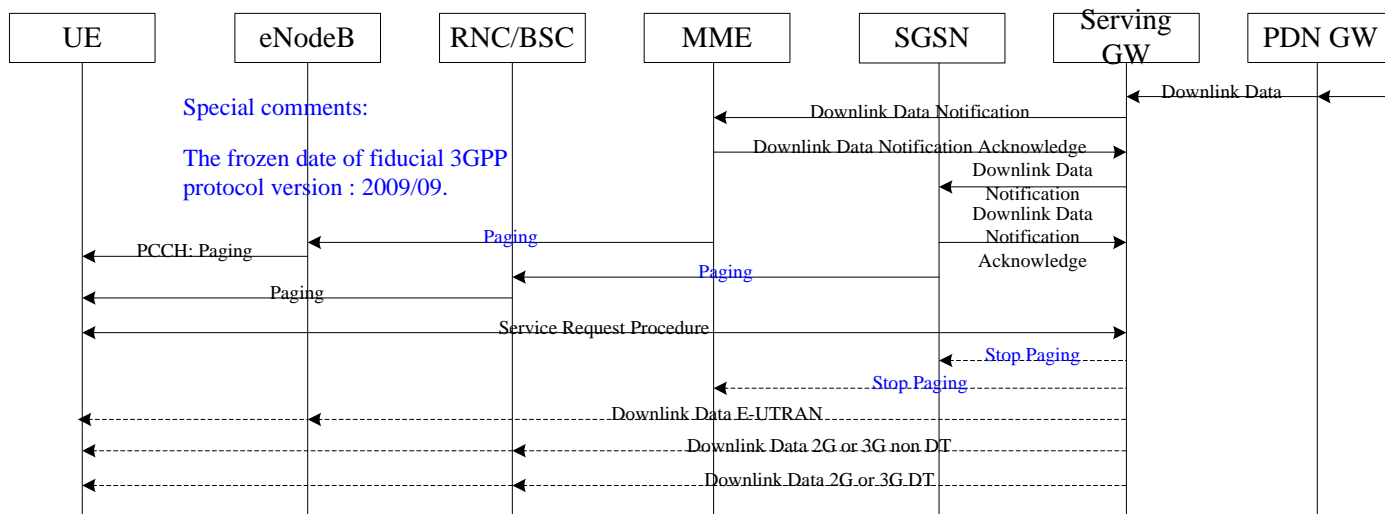 UE
eNodeB
RNC/BSC
MME
SGSN
Serving
GW
PDN GW
Special comments:
The frozen date of fiducial 3GPP
protocol version : 2009/09.
Downlink Data
Downlink Data Notification
Downlink Data Notification Acknowledge
Downlink Data
Notification
Downlink Data
Notification
Acknowledge
Paging
PCCH: Paging
Paging
Paging
Service Request Procedure
Stop Paging
Stop Paging
Downlink Data E-UTRAN
Downlink Data 2G or 3G non DT
Downlink Data 2G or 3G DT